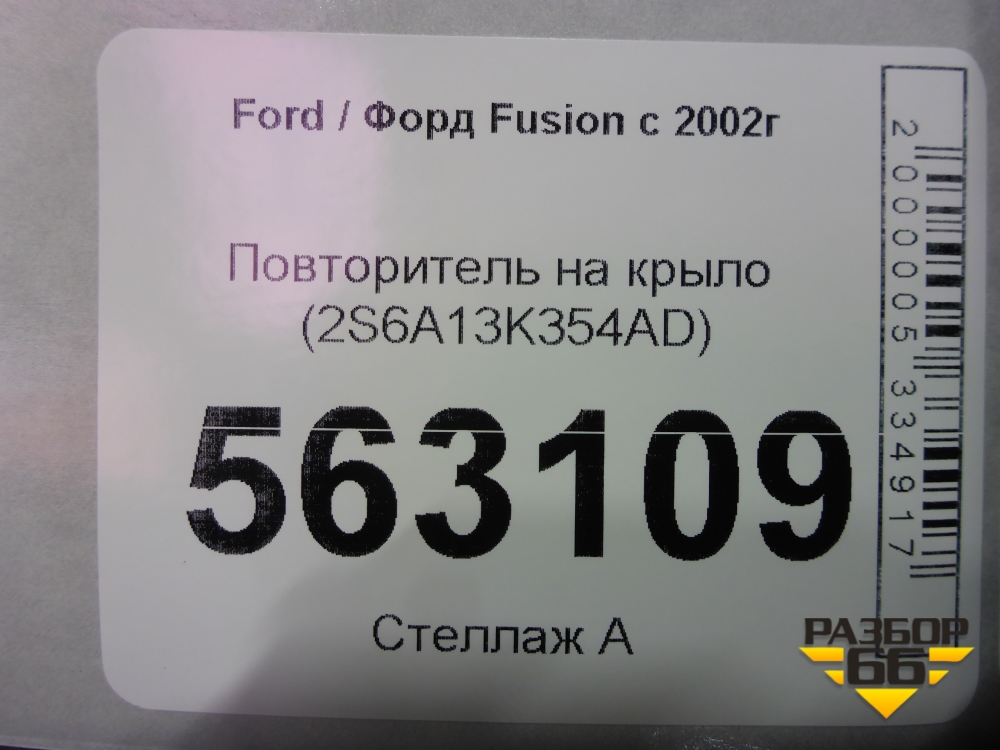 Ford / Форд Fusion с 2002г
Повторитель на крыло
(2S6A13K354AD)
563109
Стеллаж А
2000005334917
РАЗБОР
66